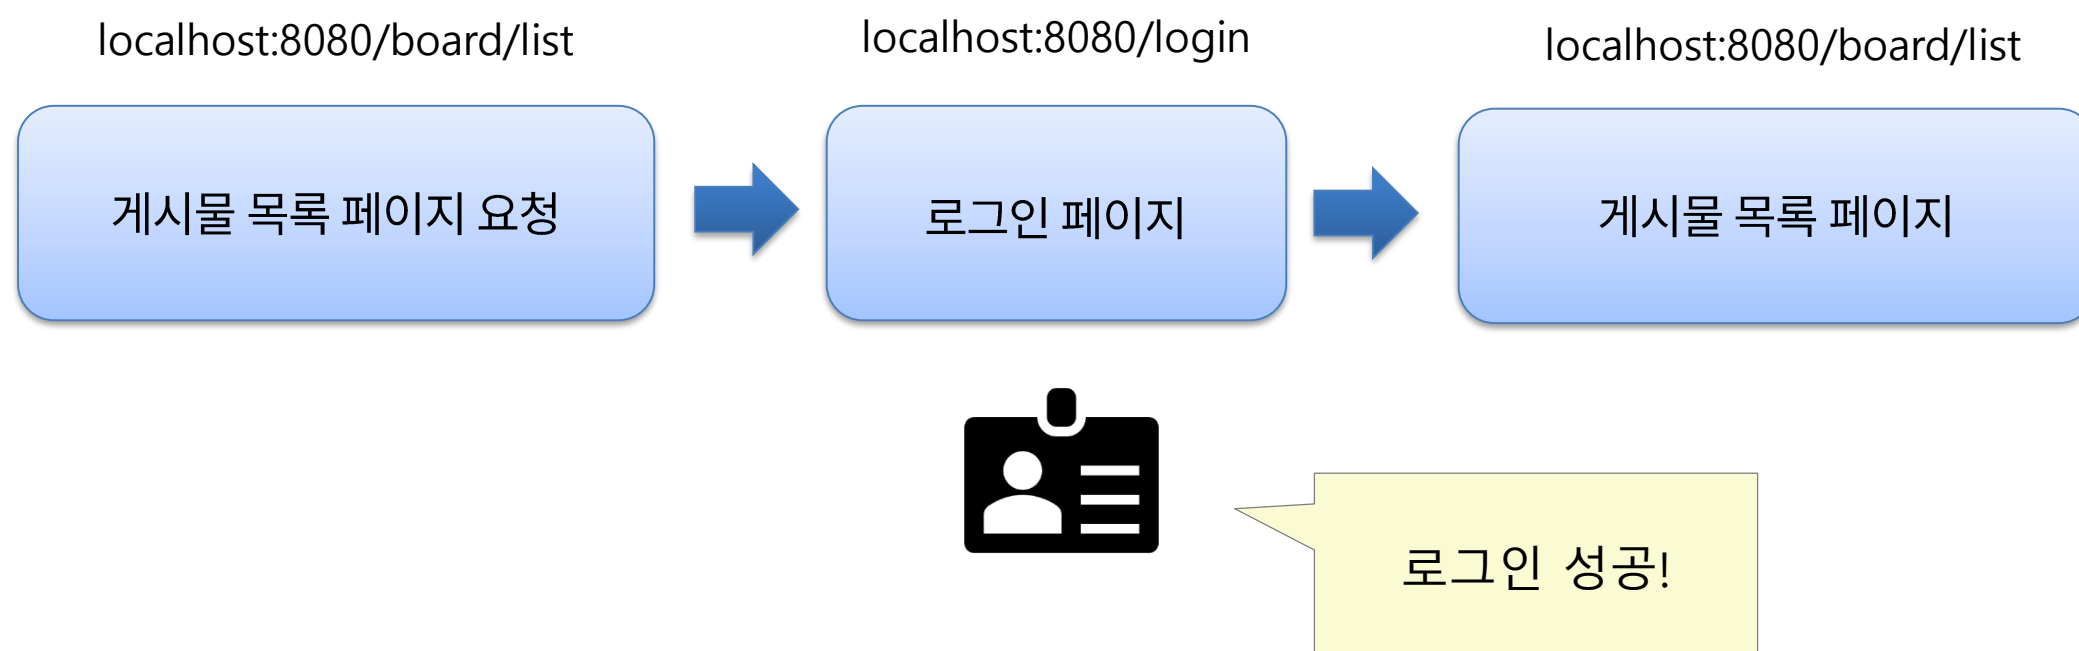 localhost:8080/board/list
localhost:8080/login
localhost:8080/board/list
게시물 목록 페이지 요청
로그인 페이지
게시물 목록 페이지
로그인 성공!